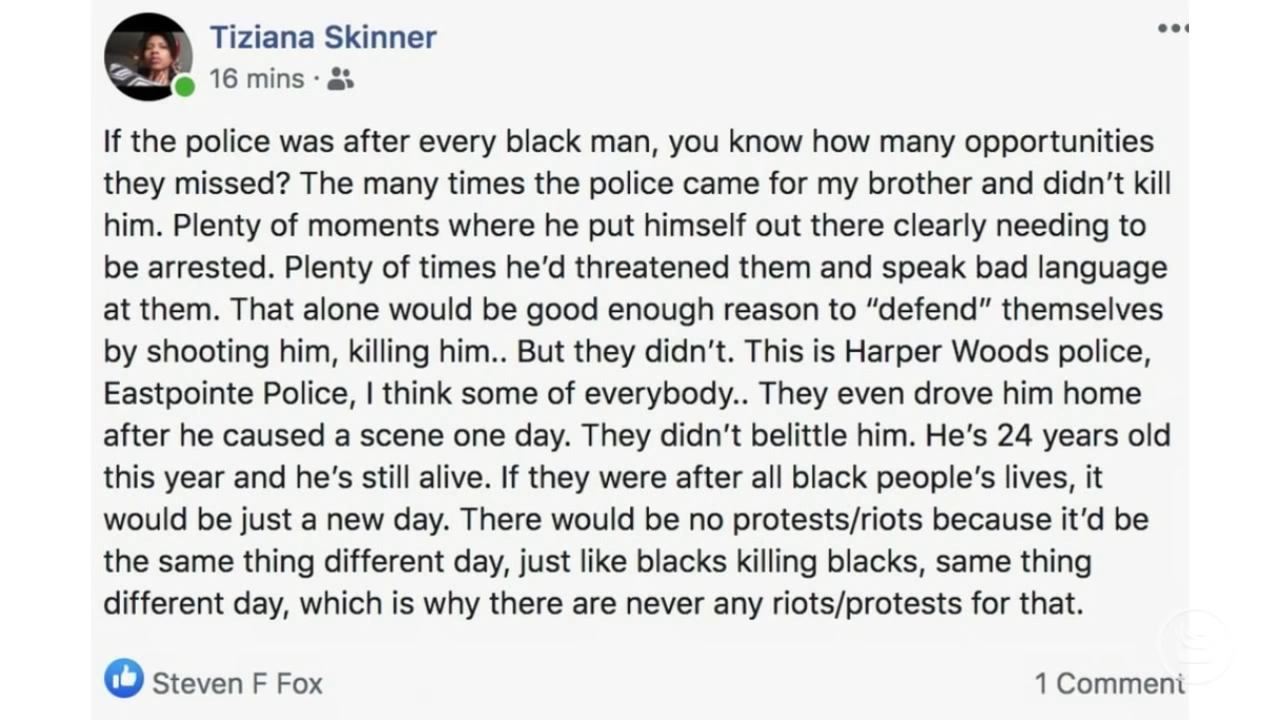 Tiziana Skinner
16 mins ·
If the police was after every black man, you know how many opportunities
they missed? The many times the police came for my brother and didn’t kill
him. Plenty of moments where he put himself out there clearly needing to
be arrested. Plenty of times he’d threatened them and speak bad language
at them. That alone would be good enough reason to “defend” themselves
by shooting him, killing him.. But they didn’t. This is Harper Woods police,
Eastpointe Police, I think some of everybody.. They even drove him home
after he caused a scene one day. They didn’t belittle him. He’s 24 years old
this year and he’s still alive. If they were after all black people’s lives, it
would be just a new day. There would be no protests/riots because it’d be
the same thing different day, just like blacks killing blacks, same thing
different day, which is why there are never any riots/protests for that.
Steven F Fox
1 Comment